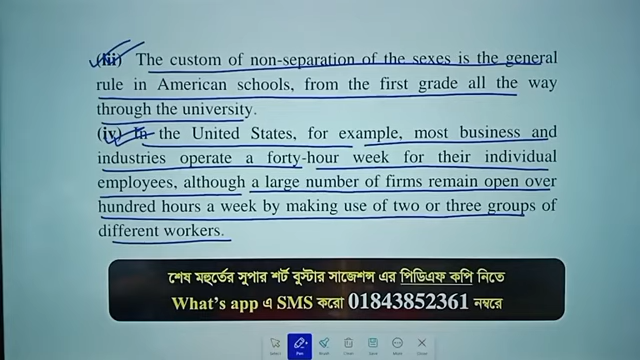 (iii) The custom of non-separation of the sexes is the general
rule in American schools, from the first grade all the way
through the university.
(iv) In the United States, for example, most business and
industries operate a forty-hour week for their individual
employees, although a large number of firms remain open over
hundred hours a week by making use of two or three groups of
different workers.
শেষ মহুর্তের সুপার শর্ট বুস্টার সাজেশন্স এর পিডিএফ কপি নিতে
What's app এ SMS করো 01843852361 নম্বরে
Select Pen Clear Save More Close